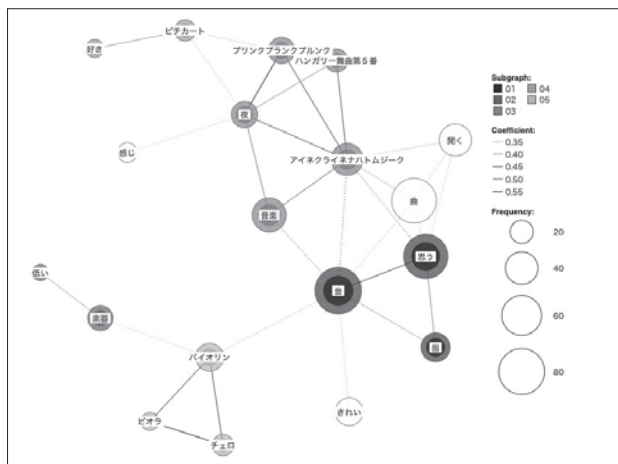 ピチカート
好き
プリンクプランクプルンク
ハンガリー舞曲第５番
夜
感じ
アイネクライネナハトムジーク
聞く
曲
音楽
思う
音
低い
楽器
バイオリン
ビオラ
チェロ
きれい
Subgraph:
01 04
02 05
03
Coefficient:
0.35
0.40
0.45
0.50
0.55
Frequency:
20
40
60
80